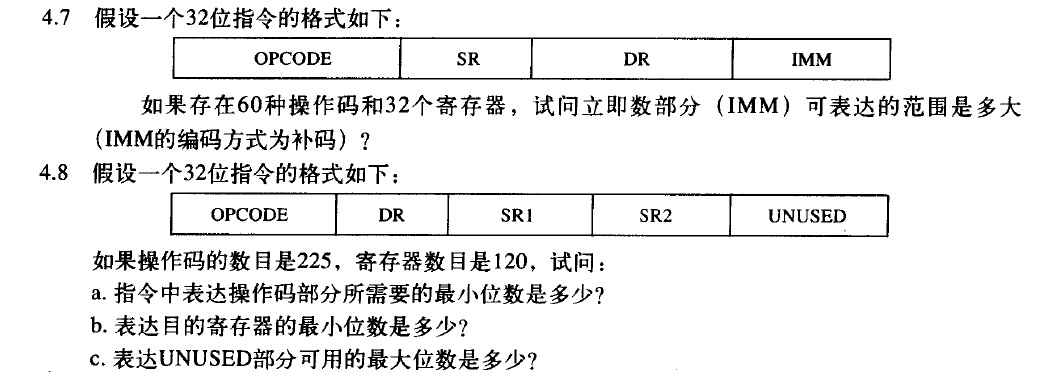 4.7 假设一个32位指令的格式如下：
OPCODE SR DR IMM
如果存在60种操作码和32个寄存器，试问立即数部分（IMM）可表达的范围是多大
（IMM的编码方式为补码）？
4.8 假设一个32位指令的格式如下：
OPCODE DR SR1 SR2 UNUSED
如果操作码的数目是225，寄存器数目是120，试问：
a. 指令中表达操作码部分所需要的最小位数是多少？
b. 表达目的寄存器的最小位数是多少？
c. 表达UNUSED部分可用的最大位数是多少？